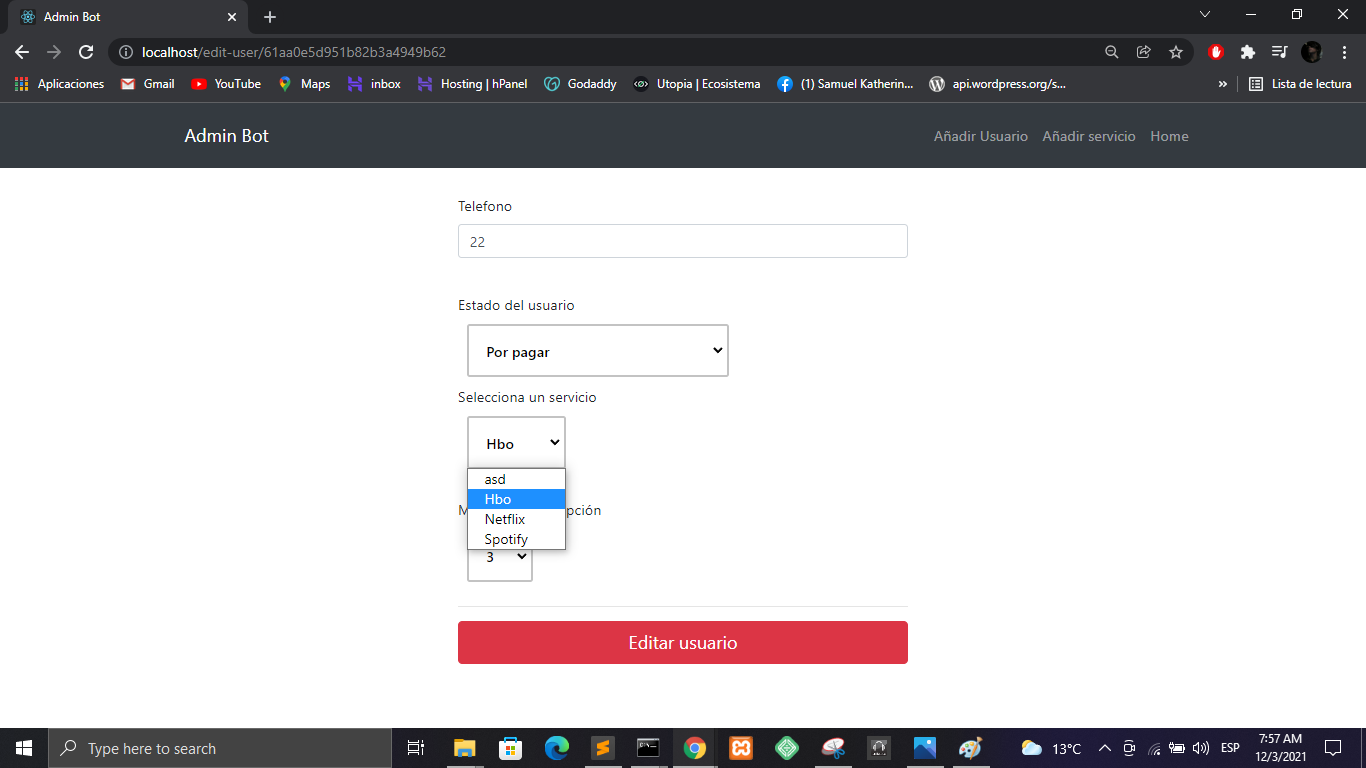 Admin Bot
localhost/edit-user/61aa0e5d951b82b3a4949b62
Aplicaciones Gmail YouTube Maps inbox Hosting | hPanel Godaddy Utopia | Ecosistema (1) Samuel Katherin... api.wordpress.org/s... » Lista de lectura
Admin Bot Añadir Usuario Añadir servicio Home
Telefono
22
Estado del usuario
Por pagar
Selecciona un servicio
Hbo
asd
Hbo
Netflix
Spotify
3
Editar usuario
Type here to search
13°C ESP 7:57 AM
12/3/2021